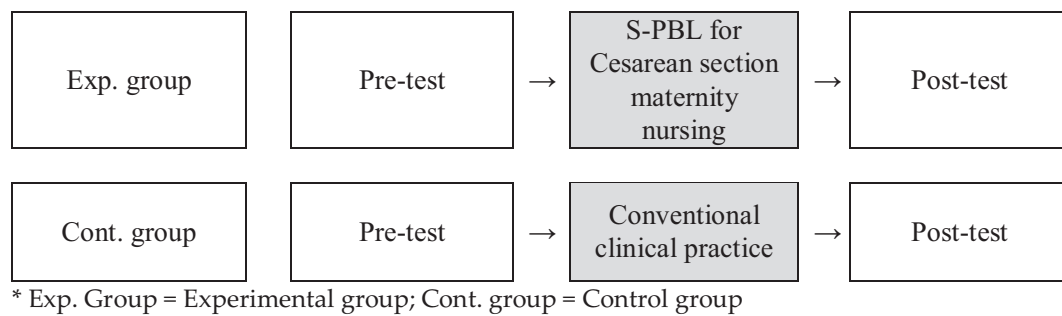 Exp. group
Pre-test
→
S-PBL for
Cesarean section
maternity
nursing
→
Post-test
Cont. group
Pre-test
→
Conventional
clinical practice
→
Post-test
* Exp. Group = Experimental group; Cont. group = Control group